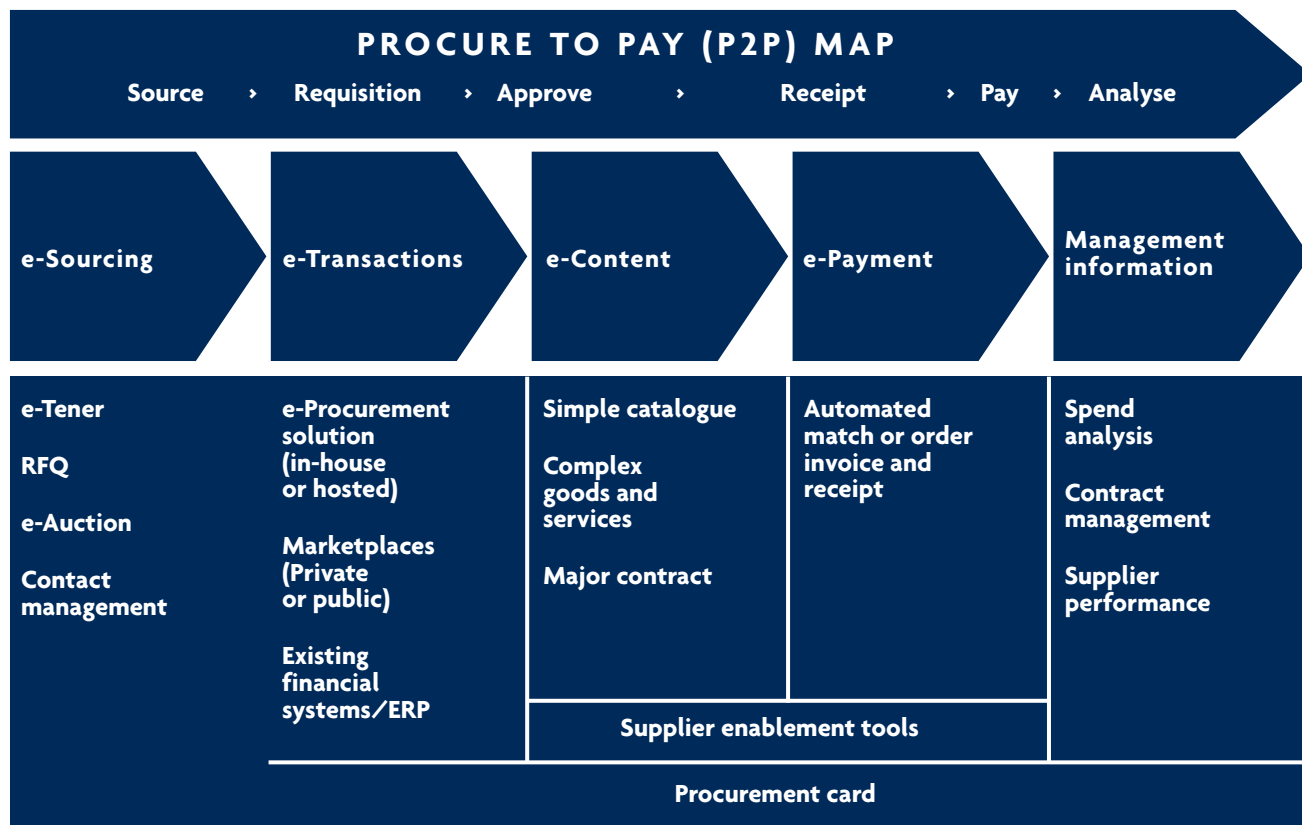 PROCURE TO PAY (P2P) MAP
Source › Requisition › Approve › Receipt › Pay › Analyse
e-Sourcing
e-Transactions
e-Content
e-Payment
Management
information
e-Tener
RFQ
e-Auction
Contact
management
e-Procurement
solution
(in-house
or hosted)
Marketplaces
(Private
or public)
Existing
financial
systems/ERP
Simple catalogue
Complex
goods and
services
Major contract
Automated
match or order
invoice and
receipt
Spend
analysis
Contract
management
Supplier
performance
Supplier enablement tools
Procurement card